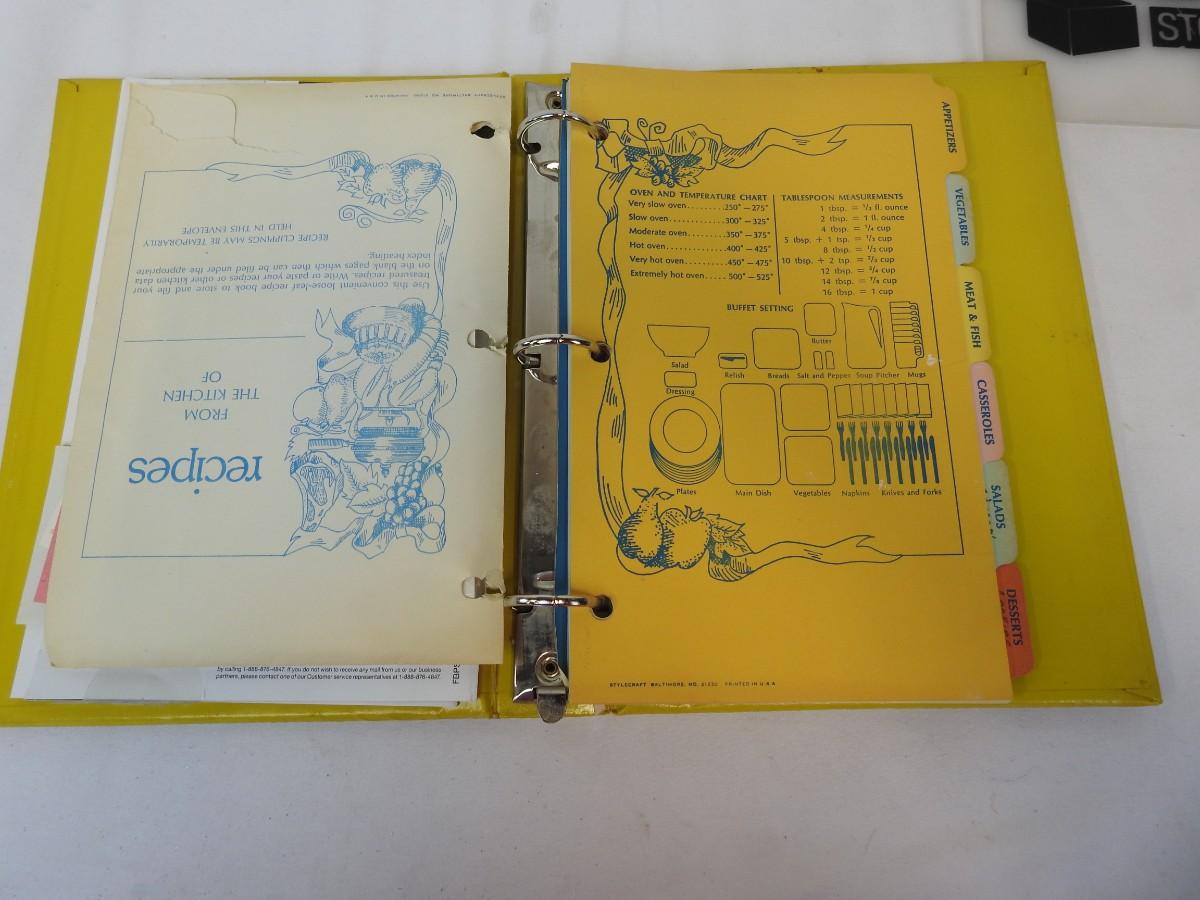 recipes
FROM
THE KITCHEN
OF
Use this convenient loose-leaf recipe book to store and file your
treasured recipes. Write or paste your recipes or other kitchen data
on the blank pages which then can be filed under the appropriate
index heading.
RECIPE CLIPPINGS MAY BE TEMPORARILY
HELD IN THIS ENVELOPE
by calling 1-888-876-4847. If you do not wish to receive any mail from us or our business
partners, please contact one of our Customer service representatives at 1-888-876-4847.
OVEN AND TEMPERATURE CHART
Very slow oven........250° — 275°
Slow oven............300° — 325°
Moderate oven........350° — 375°
Hot oven.............400° — 425°
Very hot oven........450° — 475°
Extremely hot oven.....500° — 525°
TABLESPOON MEASUREMENTS
1 tbsp. = 1/2 fl. ounce
2 tbsp. = 1 fl. ounce
4 tbsp. = 1/4 cup
5 tbsp. + 1 tsp. = 1/3 cup
8 tbsp. = 1/2 cup
10 tbsp. + 2 tsp. = 2/3 cup
12 tbsp. = 3/4 cup
14 tbsp. = 7/8 cup
16 tbsp. = 1 cup
BUFFET SETTING
Butter
Salad
Relish
Breads
Salt and Pepper
Soup Pitcher
Mugs
Dressing
Plates
Main Dish
Vegetables
Napkins
Knives and Forks
STYLECRAFT BALTIMORE, MD. 21230 PRINTED IN U.S.A
APPETIZERS
VEGETABLES
MEAT & FISH
CASSEROLES
SALADS
DESSERTS